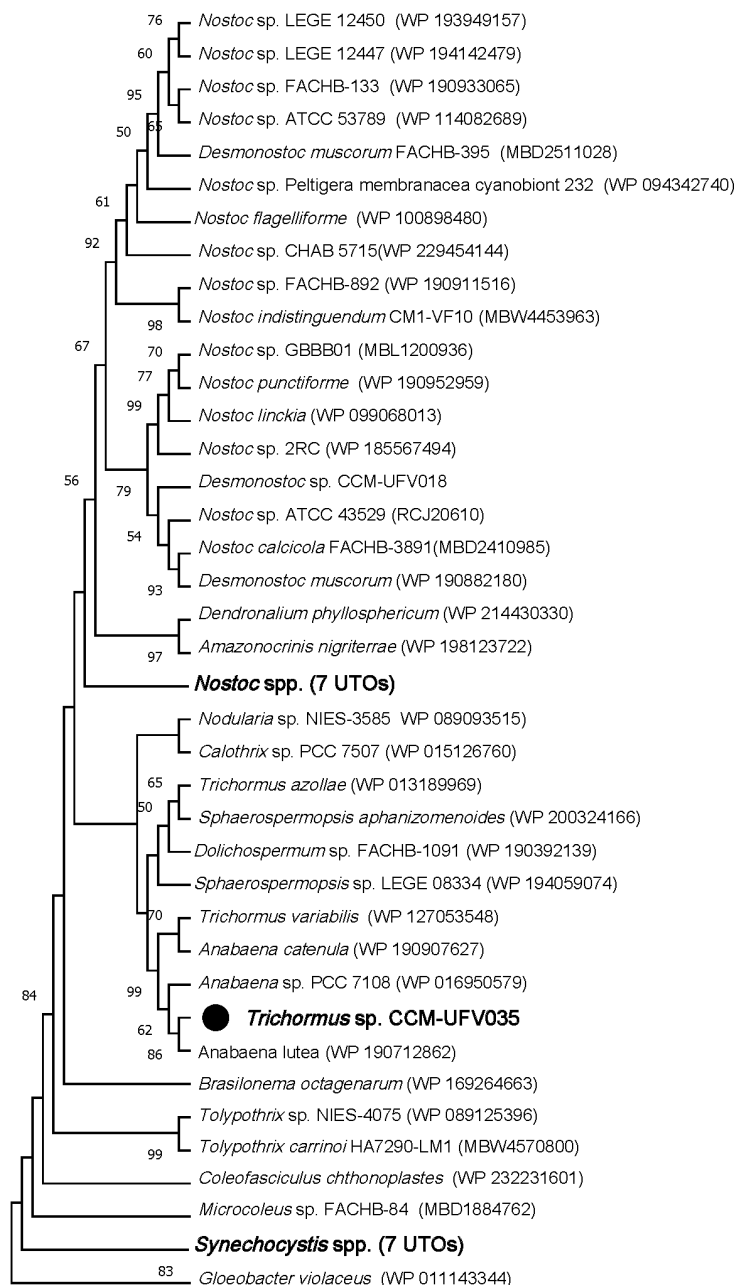 76
Nostoc sp. LEGE 12450 (WP 193949157)
60
Nostoc sp. LEGE 12447 (WP 194142479)
95
Nostoc sp. FACHB-133 (WP 190933065)
50
65
Nostoc sp. ATCC 53789 (WP 114082689)
Desmonostoc muscorum FACHB-395 (MBD2511028)
61
Nostoc sp. Peltigera membranacea cyanobiont 232 (WP 094342740)
Nostoc flagelliforme (WP 100898480)
92
Nostoc sp. CHAB 5715(WP 229454144)
Nostoc sp. FACHB-892 (WP 190911516)
98
Nostoc indistinguendum CM1-VF10 (MBW4453963)
67
70
Nostoc sp. GBBB01 (MBL1200936)
77
Nostoc punctiforme (WP 190952959)
99
Nostoc linckia (WP 099068013)
Nostoc sp. 2RC (WP 185567494)
56
79
Desmonostoc sp. CCM-UFV018
Nostoc sp. ATCC 43529 (RCJ20610)
54
Nostoc calcicola FACHB-3891(MBD2410985)
93
Desmonostoc muscorum (WP 190882180)
Dendronalium phyllosphericum (WP 214430330)
97
Amazonocrinis nigriterrae (WP 198123722)
Nostoc spp. (7 UTOs)
Nodularia sp. NIES-3585 WP 089093515)
Calothrix sp. PCC 7507 (WP 015126760)
65
Trichormus azollae (WP 013189969)
50
Sphaerospermopsis aphanizomenoides (WP 200324166)
Dolichospermum sp. FACHB-1091 (WP 190392139)
Sphaerospermopsis sp. LEGE 08334 (WP 194059074)
70
Trichormus variabilis (WP 127053548)
Anabaena catenula (WP 190907627)
84
99
Anabaena sp. PCC 7108 (WP 016950579)
62
Trichormus sp. CCM-UFV035
86
Anabaena lutea (WP 190712862)
Brasilonema octagenarum (WP 169264663)
Tolypothrix sp. NIES-4075 (WP 089125396)
99
Tolypothrix carrinoi HA7290-LM1 (MBW4570800)
Coleofasciculus chthonoplastes (WP 232231601)
Microcoleus sp. FACHB-84 (MBD1884762)
Synechocystis spp. (7 UTOs)
83
Gloeobacter violaceus (WP 011143344)